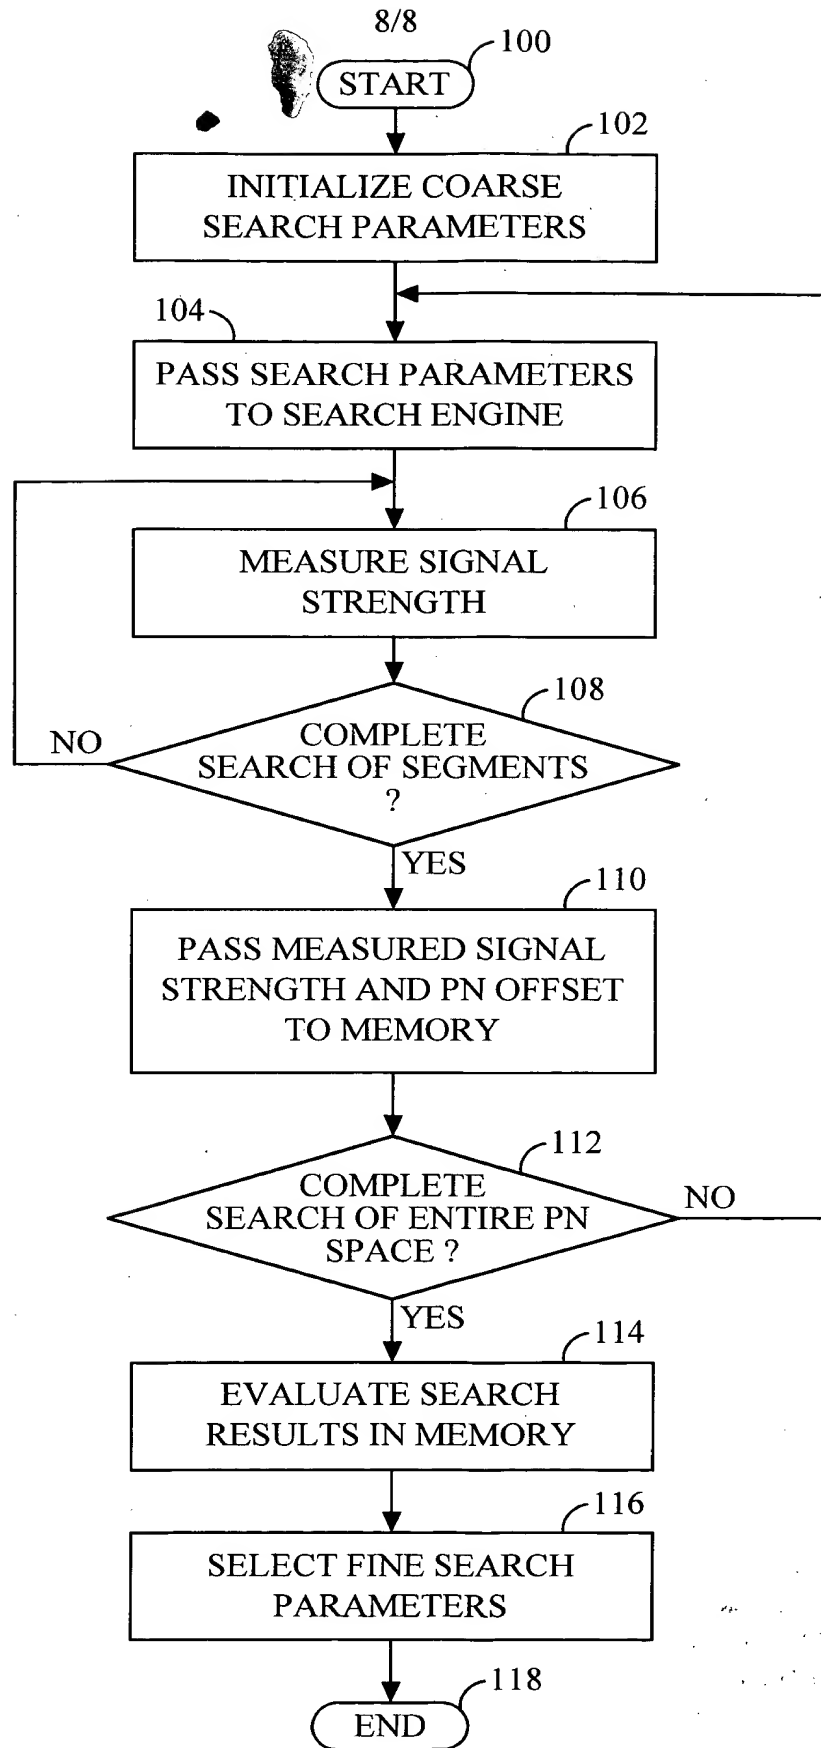 8/8
100
START
102
INITIALIZE COARSE
SEARCH PARAMETERS
104
PASS SEARCH PARAMETERS
TO SEARCH ENGINE
106
MEASURE SIGNAL
STRENGTH
108
COMPLETE
SEARCH OF SEGMENTS
?
NO
YES
110
PASS MEASURED SIGNAL
STRENGTH AND PN OFFSET
TO MEMORY
112
COMPLETE
SEARCH OF ENTIRE PN
SPACE ?
NO
YES
114
EVALUATE SEARCH
RESULTS IN MEMORY
116
SELECT FINE SEARCH
PARAMETERS
118
END